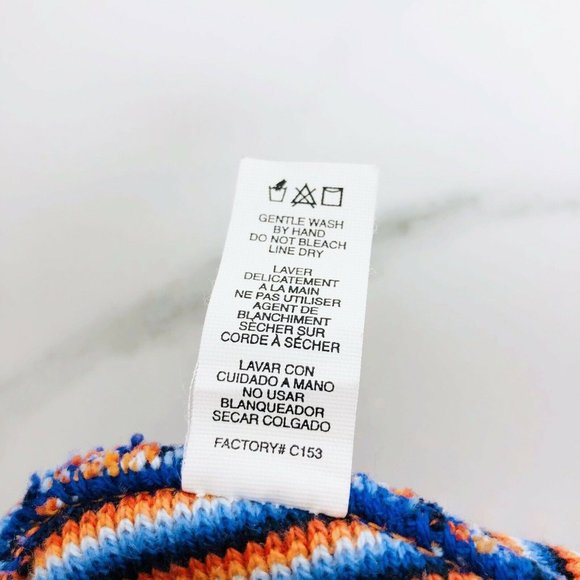 GENTLE WASH
BY HAND
DO NOT BLEACH
LINE DRY
LAVER
DELICATEMENT
A LA MAIN
NE PAS UTILISER
AGENT DE
BLANCHIMENT
SÈCHER SUR
CORDE À SÉCHER
LAVAR CON
CUIDADO A MANO
NO USAR
BLANQUEADOR
SECAR COLGADO
FACTORY# C153